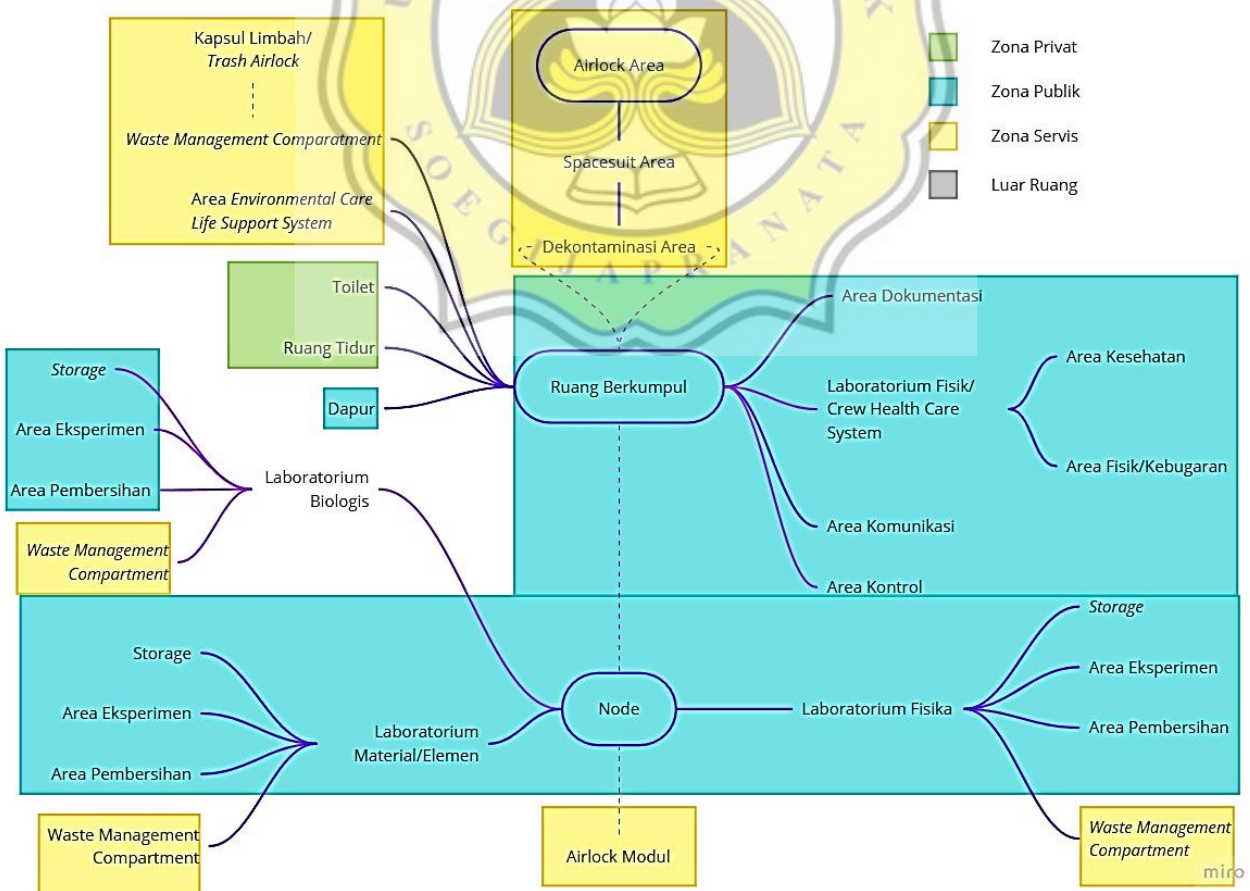 Kapsul Limbah/
Trash Airlock
Waste Management Comparatment
Area Environmental Care
Life Support System
Airlock Area
Spacesuit Area
Dekontaminasi Area
SOEGIJAPRANATA
Zona Privat
Zona Publik
Zona Servis
Luar Ruang
Toilet
Ruang Tidur
Dapur
Ruang Berkumpul
Area Dokumentasi
Laboratorium Fisik/
Crew Health Care
System
Area Kesehatan
Area Fisik/Kebugaran
Area Komunikasi
Area Kontrol
Storage
Area Eksperimen
Area Pembersihan
Waste Management
Compartment
Laboratorium
Biologis
Storage
Area Eksperimen
Area Pembersihan
Waste Management
Compartment
Laboratorium
Material/Elemen
Node
Laboratorium Fisika
Storage
Area Eksperimen
Area Pembersihan
Waste Management
Compartment
Airlock Modul
miro